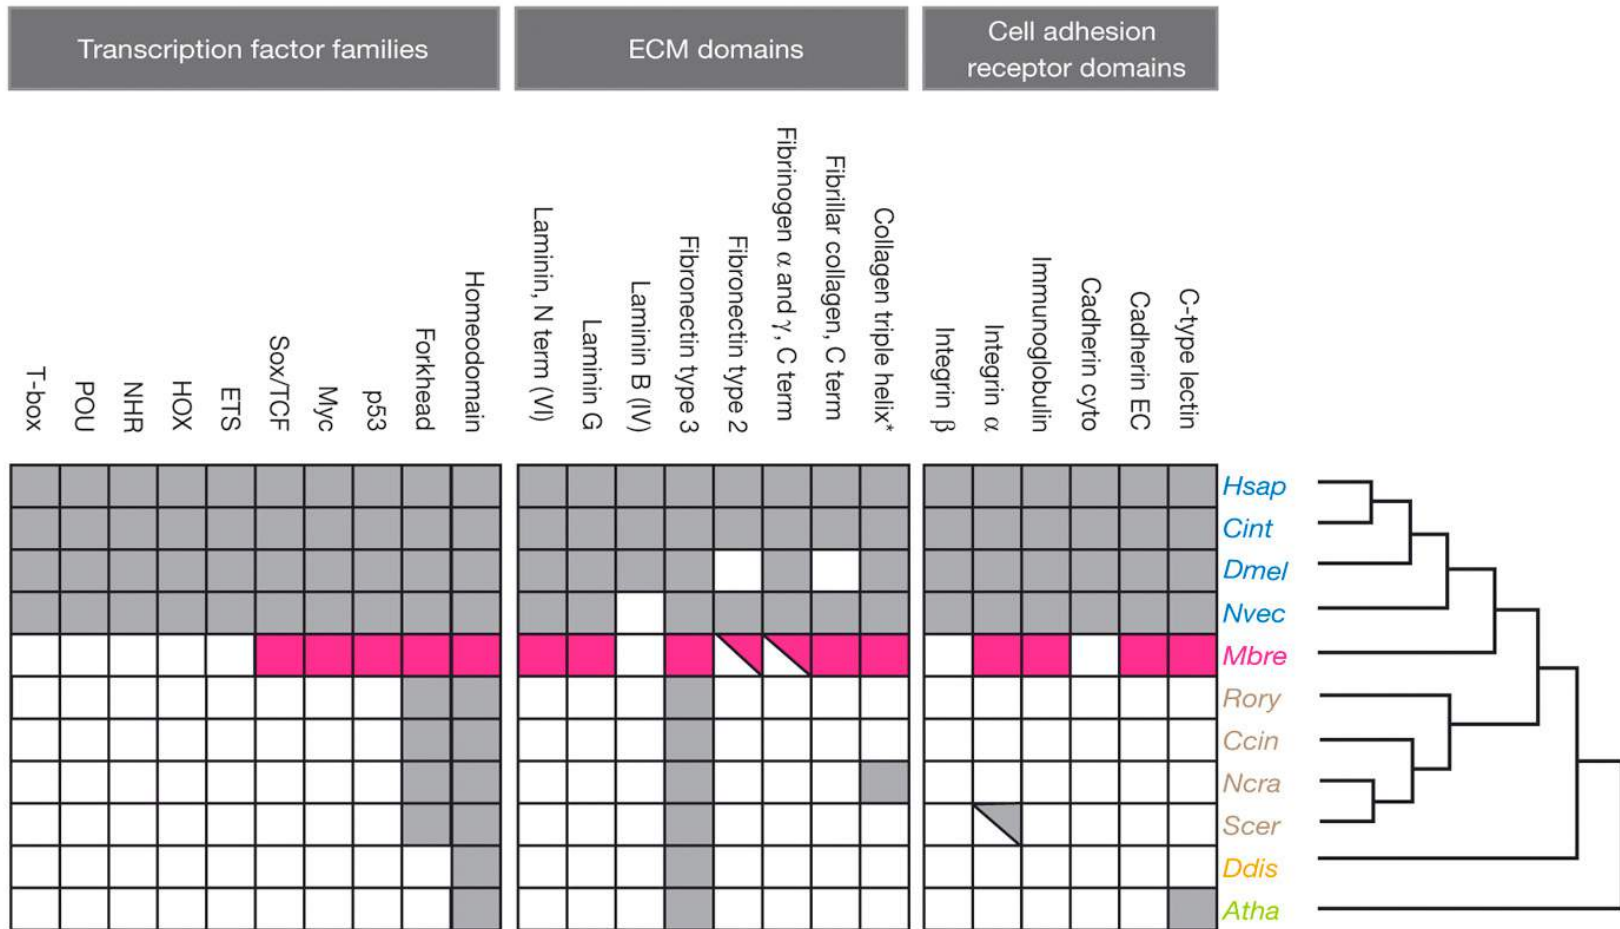 Transcription factor families
ECM domains
Cell adhesion
receptor domains
T-box
POU
NHR
HOX
ETS
Sox/TCF
Myc
p53
Forkhead
Homeodomain
Laminin, N term (VI)
Laminin G
Laminin B (IV)
Fibronectin type 3
Fibronectin type 2
Fibrinogen α and γ, C term
Fibrillar collagen, C term
Collagen triple helix*
Integrin β
Integrin α
Immunoglobulin
Cadherin cyto
Cadherin EC
C-type lectin
Hsap
Cint
Dmel
Nvec
Mbre
Rory
Ccin
Ncra
Scer
Ddis
Atha